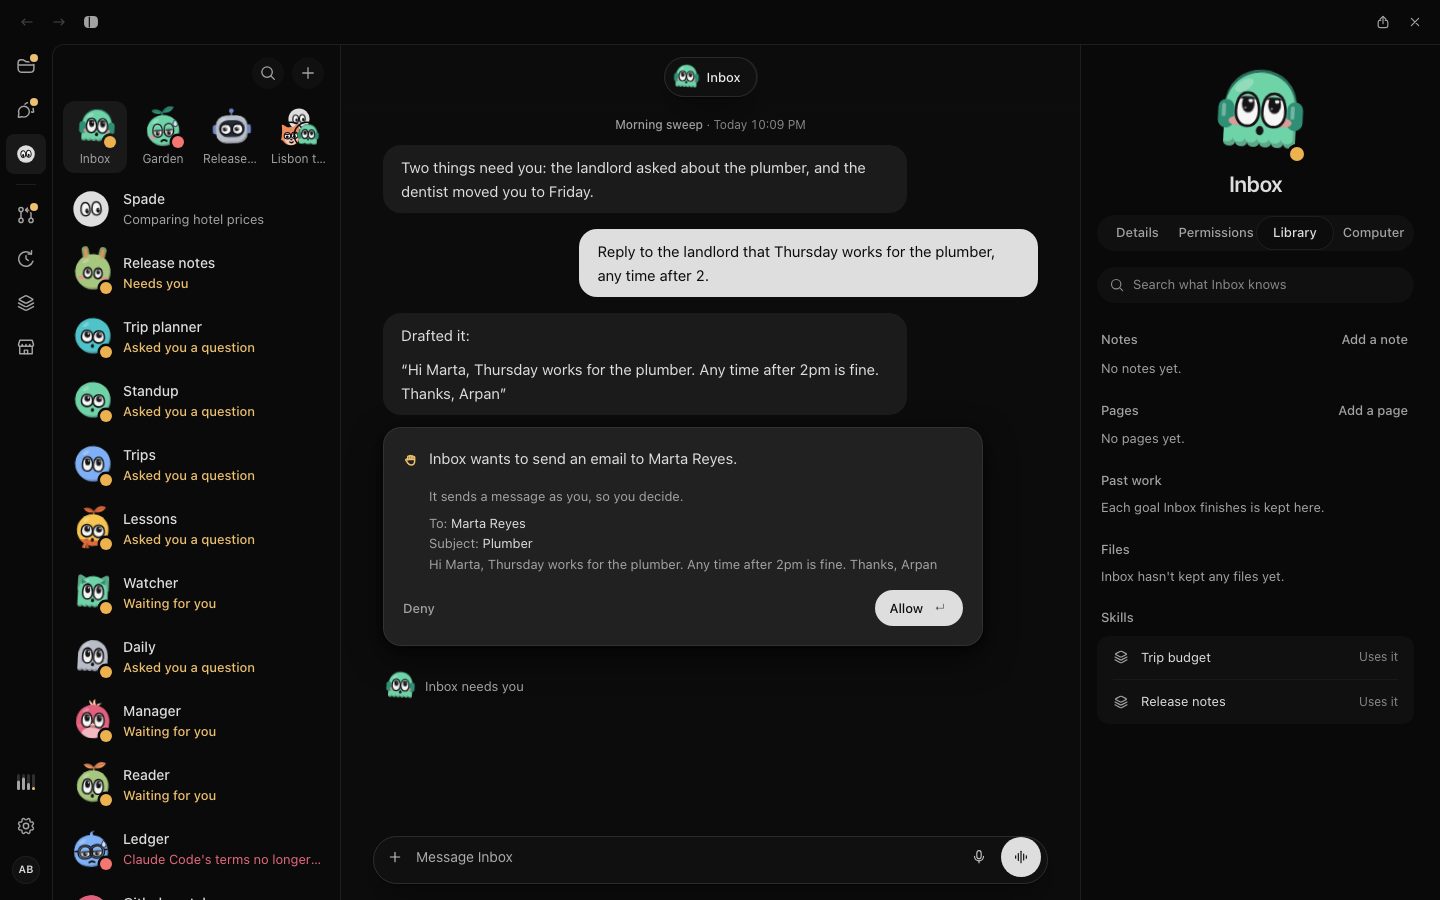 Inbox
Garden
Release...
Lisbon t...
Spade
Comparing hotel prices
Release notes
Needs you
Trip planner
Asked you a question
Standup
Asked you a question
Trips
Asked you a question
Lessons
Asked you a question
Watcher
Waiting for you
Daily
Asked you a question
Manager
Waiting for you
Reader
Waiting for you
Ledger
Claude Code's terms no longer...
AB
Inbox
Morning sweep · Today 10:09 PM
Two things need you: the landlord asked about the plumber, and the
dentist moved you to Friday.
Reply to the landlord that Thursday works for the plumber,
any time after 2.
Drafted it:
“Hi Marta, Thursday works for the plumber. Any time after 2pm is fine.
Thanks, Arpan”
Inbox wants to send an email to Marta Reyes.
It sends a message as you, so you decide.
To: Marta Reyes
Subject: Plumber
Hi Marta, Thursday works for the plumber. Any time after 2pm is fine. Thanks, Arpan
Deny
Allow
Inbox needs you
Message Inbox
Inbox
Details Permissions Library Computer
Search what Inbox knows
Notes Add a note
No notes yet.
Pages Add a page
No pages yet.
Past work
Each goal Inbox finishes is kept here.
Files
Inbox hasn't kept any files yet.
Skills
Trip budget Uses it
Release notes Uses it